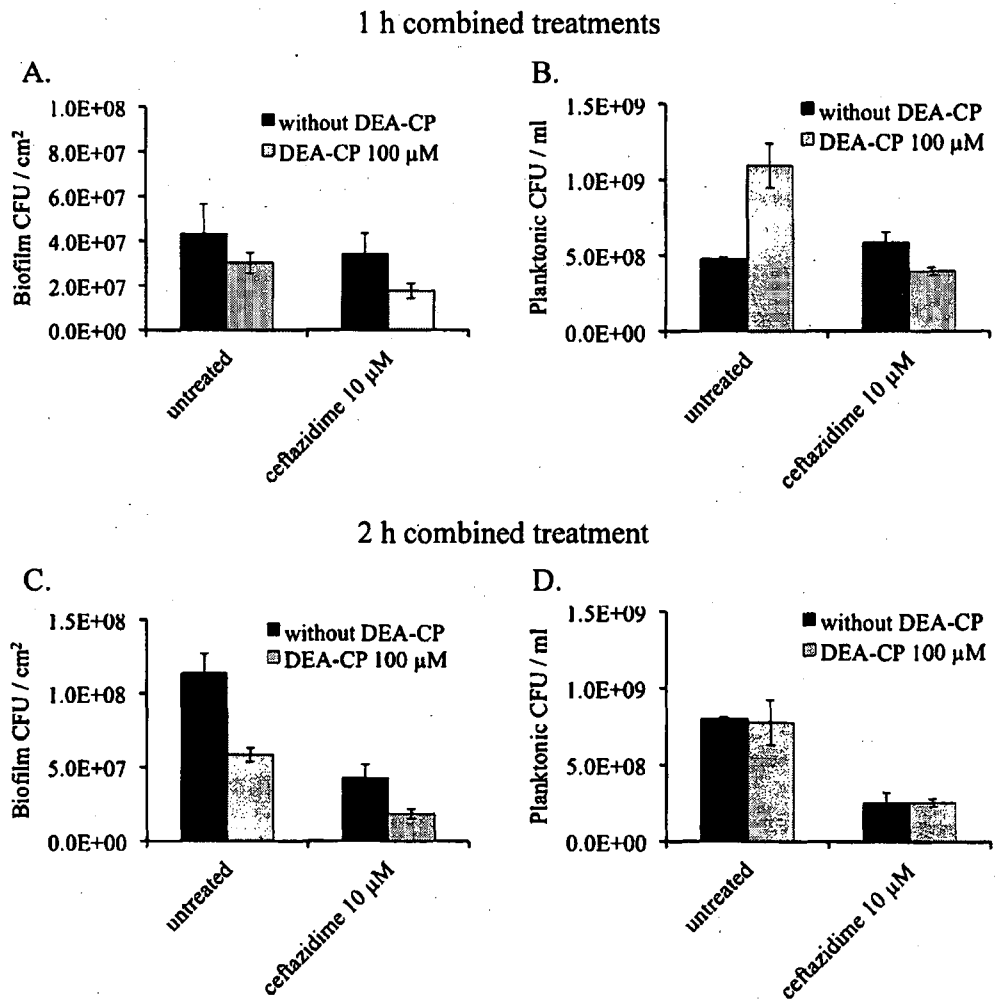 1 h combined treatments
A.
Biofilm CFU / cm²
1.0E+08
8.0E+07
6.0E+07
4.0E+07
2.0E+07
0.0E+00
without DEA-CP
DEA-CP 100 µM
untreated
ceftazidime 10 µM
B.
Planktonic CFU / ml
1.5E+09
1.0E+09
5.0E+08
0.0E+00
without DEA-CP
DEA-CP 100 µM
untreated
ceftazidime 10 µM
2 h combined treatment
C.
Biofilm CFU / cm²
1.5E+08
1.0E+08
5.0E+07
0.0E+00
without DEA-CP
DEA-CP 100 µM
untreated
ceftazidime 10 µM
D.
Planktonic CFU / ml
1.5E+09
1.0E+09
5.0E+08
0.0E+00
without DEA-CP
DEA-CP 100 µM
untreated
ceftazidime 10 µM